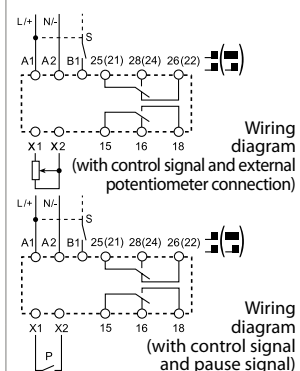 L/+ N/-
S
A1 A2 B1 25(21) 28(24) 26(22)
X1 X2 15 16 18
Wiring
diagram
(with control signal and external
potentiometer connection)
L/+ N/-
S
A1 A2 B1 25(21) 28(24) 26(22)
X1 X2 15 16 18
P
Wiring
diagram
(with control signal
and pause signal)